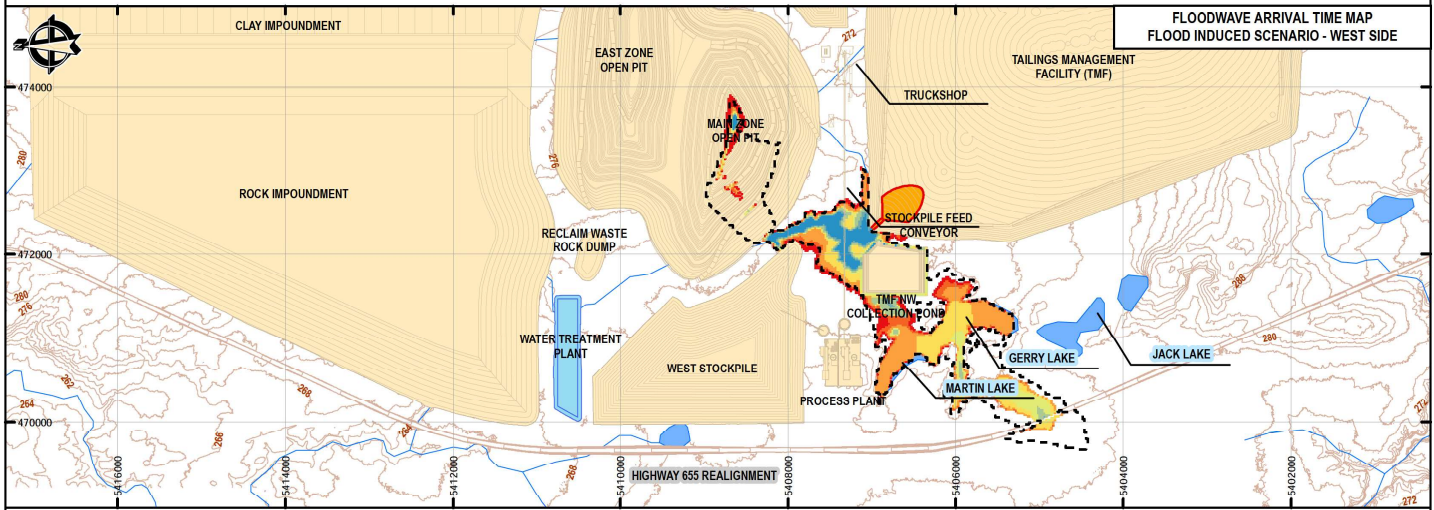 FLOODWAVE ARRIVAL TIME MAP
FLOOD INDUCED SCENARIO - WEST SIDE
CLAY IMPOUNDMENT
EAST ZONE
OPEN PIT
272
TAILINGS MANAGEMENT
FACILITY (TMF)
474000
TRUCKSHOP
MAIN ZONE
OPEN PIT
280
276
ROCK IMPOUNDMENT
STOCKPILE FEED
CONVEYOR
RECLAIM WASTE
ROCK DUMP
472000
288
280
276
TMF NW
COLLECTION POND
WATER TREATMENT
PLANT
280
GERRY LAKE
JACK LAKE
WEST STOCKPILE
262
268
MARTIN LAKE
PROCESS PLANT
264
272
470000
264
266
268
HIGHWAY 655 REALIGNMENT
5416000
5414000
5412000
5410000
5408000
5406000
5404000
5402000
272